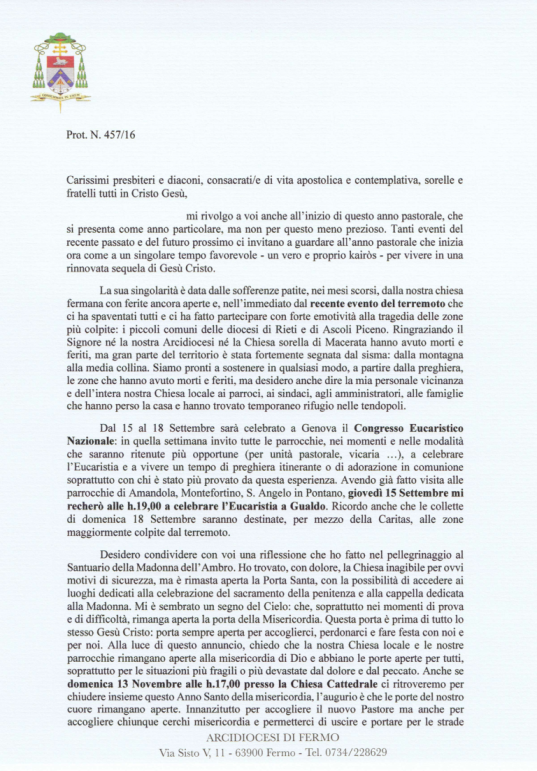 Prot. N. 457/16
Carissimi presbiteri e diaconi, consacrati/e di vita apostolica e contemplativa, sorelle e
fratelli tutti in Cristo Gesù,
mi rivolgo a voi anche all'inizio di questo anno pastorale, che
si presenta come anno particolare, ma non per questo meno prezioso. Tanti eventi del
recente passato e del futuro prossimo ci invitano a guardare all'anno pastorale che inizia
ora come a un singolare tempo favorevole - un vero e proprio kairòs - per vivere in una
rinnovata sequela di Gesù Cristo.
La sua singolarità è data dalle sofferenze patite, nei mesi scorsi, dalla nostra chiesa
fermana con ferite ancora aperte e, nell'immediato dal recente evento del terremoto che
ci ha spaventati tutti e ci ha fatto partecipare con forte emotività alla tragedia delle zone
più colpite: i piccoli comuni delle diocesi di Rieti e di Ascoli Piceno. Ringraziando il
Signore né la nostra Arcidiocesi né la Chiesa sorella di Macerata hanno avuto morti e
feriti, ma gran parte del territorio è stata fortemente segnata dal sisma: dalla montagna
alla media collina. Siamo pronti a sostenere in qualsiasi modo, a partire dalla preghiera,
le zone che hanno avuto morti e feriti, ma desidero anche dire la mia personale vicinanza
e dell'intera nostra Chiesa locale ai parroci, ai sindaci, agli amministratori, alle famiglie
che hanno perso la casa e hanno trovato temporaneo rifugio nelle tendopoli.
Dal 15 al 18 Settembre sarà celebrato a Genova il Congresso Eucaristico
Nazionale: in quella settimana invito tutte le parrocchie, nei momenti e nelle modalità
che saranno ritenute più opportune (per unità pastorale, vicaria …), a celebrare
l'Eucaristia e a vivere un tempo di preghiera itinerante o di adorazione in comunione
soprattutto con chi è stato più provato da questa esperienza. Avendo già fatto visita alle
parrocchie di Amandola, Montefortino, S. Angelo in Pontano, giovedì 15 Settembre mi
recherò alle h.19,00 a celebrare l'Eucaristia a Gualdo. Ricordo anche che le collette
di domenica 18 Settembre saranno destinate, per mezzo della Caritas, alle zone
maggiormente colpite dal terremoto.
Desidero condividere con voi una riflessione che ho fatto nel pellegrinaggio al
Santuario della Madonna dell'Ambro. Ho trovato, con dolore, la Chiesa inagibile per ovvi
motivi di sicurezza, ma è rimasta aperta la Porta Santa, con la possibilità di accedere ai
luoghi dedicati alla celebrazione del sacramento della penitenza e alla cappella dedicata
alla Madonna. Mi è sembrato un segno del Cielo: che, soprattutto nei momenti di prova
e di difficoltà, rimanga aperta la porta della Misericordia. Questa porta è prima di tutto lo
stesso Gesù Cristo: porta sempre aperta per accoglierci, perdonarci e fare festa con noi e
per noi. Alla luce di questo annuncio, chiedo che la nostra Chiesa locale e le nostre
parrocchie rimangano aperte alla misericordia di Dio e abbiano le porte aperte per tutti,
soprattutto per le situazioni più fragili o più devastate dal dolore e dal peccato. Anche se
domenica 13 Novembre alle h.17,00 presso la Chiesa Cattedrale ci ritroveremo per
chiudere insieme questo Anno Santo della misericordia, l'augurio è che le porte del nostro
cuore rimangano aperte. Innanzitutto per accogliere il nuovo Pastore ma anche per
accogliere chiunque cerchi misericordia e permetterci di uscire e portare per le strade
ARCIDIOCESI DI FERMO
Via Sisto V, 11 - 63900 Fermo - Tel. 0734/228629